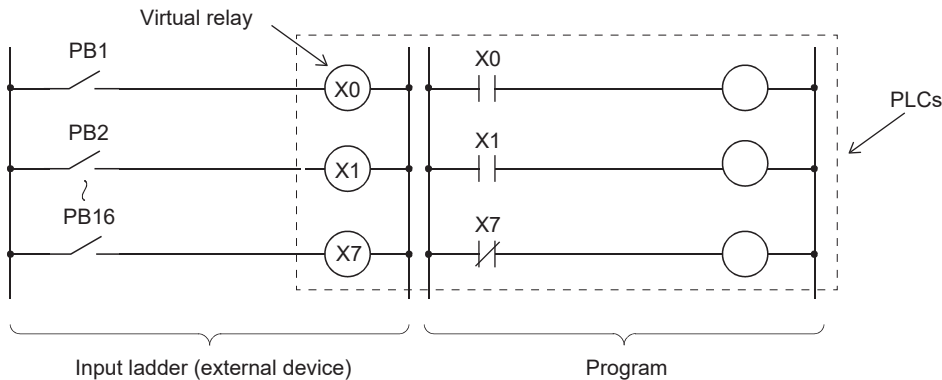 Virtual relay
PB1
X0
X0
PLCs
PB2
X1
X1
PB16
X7
X7
Input ladder (external device)
Program